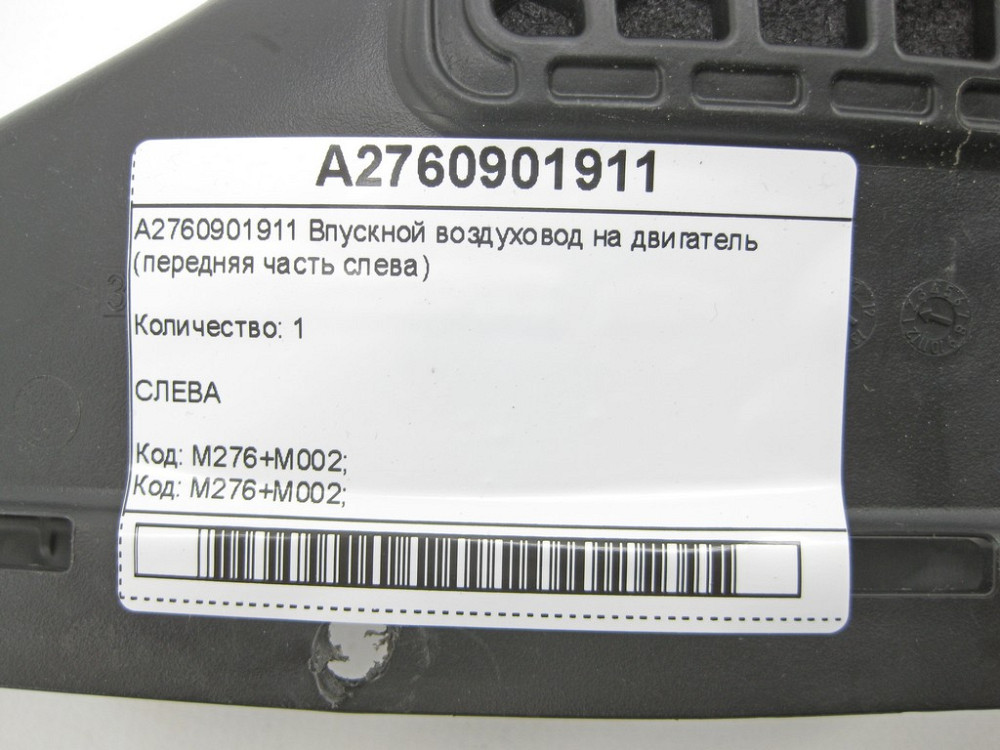 A2760901911
A2760901911 Впускной воздуховод на двигатель
(передняя часть слева)
Количество: 1
СЛЕВА
Код: M276+M002;
Код: M276+M002;